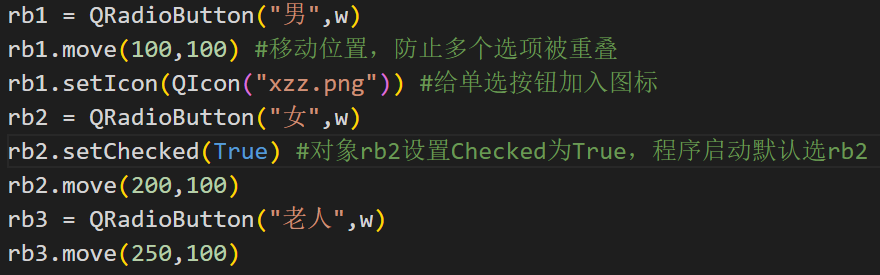 rb1 = QRadioButton("男",w)
rb1.move(100,100) #移动位置，防止多个选项被重叠
rb1.setIcon(QIcon("xzz.png")) #给单选按钮加入图标
rb2 = QRadioButton("女",w)
rb2.setChecked(True) #对象rb2设置Checked为True，程序启动默认选rb2
rb2.move(200,100)
rb3 = QRadioButton("老人",w)
rb3.move(250,100)